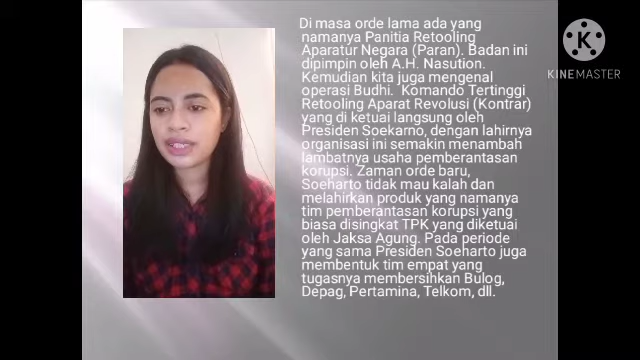 Di masa orde lama ada yang
namanya Panitia Retooling
Aparatur Negara (Paran). Badan ini
dipimpin oleh A.H. Nasution.
Kemudian kita juga mengenal
operasi Budhi. Komando Tertinggi
Retooling Aparat Revolusi (Kontrar)
yang di ketuai langsung oleh
Presiden Soekarno, dengan lahirnya
organisasi ini semakin menambah
lambatnya usaha pemberantasan
korupsi. Zaman orde baru,
Soeharto tidak mau kalah dan
melahirkan produk yang namanya
tim pemberantasan korupsi yang
biasa disingkat TPK yang diketuai
oleh Jaksa Agung. Pada periode
yang sama Presiden Soeharto juga
membentuk tim empat yang
tugasnya membersihkan Bulog,
Depag, Pertamina, Telkom, dll.
KINEMASTER